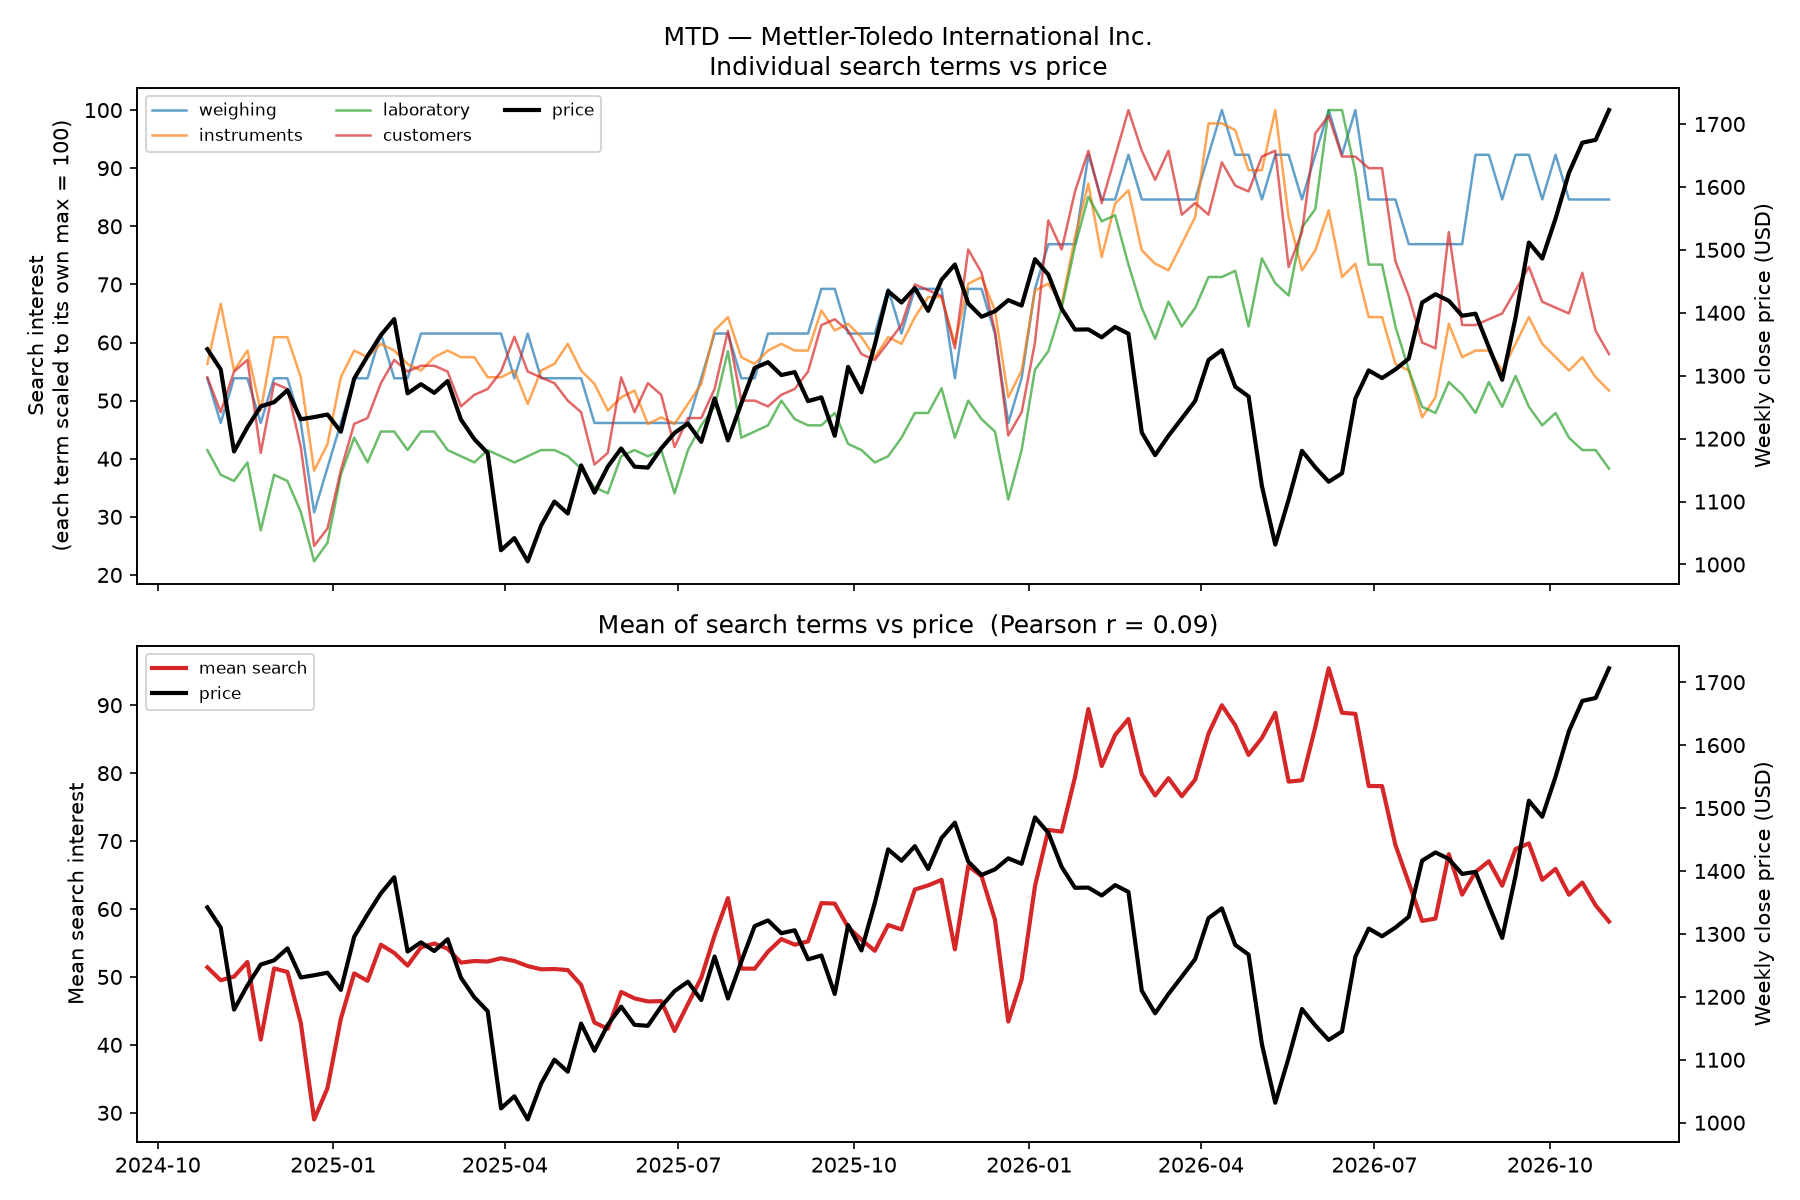 MTD — Mettler-Toledo International Inc.
Individual search terms vs price
weighing
instruments
laboratory
customers
price
Search interest
(each term scaled to its own max = 100)
100
90
80
70
60
50
40
30
20
1700
1600
1500
1400
1300
1200
1100
1000
Weekly close price (USD)
Mean of search terms vs price  (Pearson r = 0.09)
mean search
price
Mean search interest
90
80
70
60
50
40
30
1700
1600
1500
1400
1300
1200
1100
1000
Weekly close price (USD)
2024-10
2025-01
2025-04
2025-07
2025-10
2026-01
2026-04
2026-07
2026-10